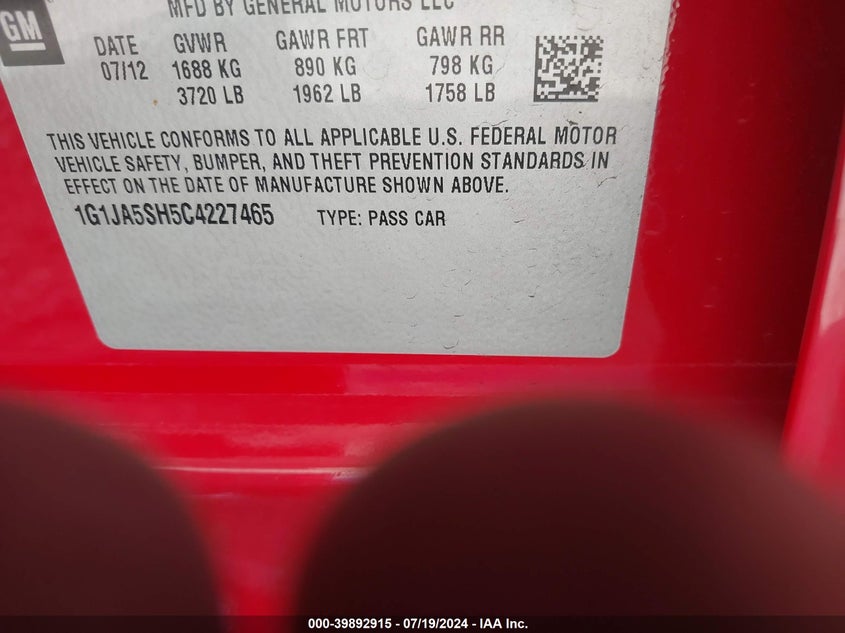 MFD BY GENERAL MOTORS LLC
GM
DATE GVWR GAWR FRT GAWR RR
07/12 1688 KG 890 KG 798 KG
3720 LB 1962 LB 1758 LB
THIS VEHICLE CONFORMS TO ALL APPLICABLE U.S. FEDERAL MOTOR
VEHICLE SAFETY, BUMPER, AND THEFT PREVENTION STANDARDS IN
EFFECT ON THE DATE OF MANUFACTURE SHOWN ABOVE.
1G1JA5SH5C4227465 TYPE: PASS CAR
000-39892915 - 07/19/2024 - IAA Inc.